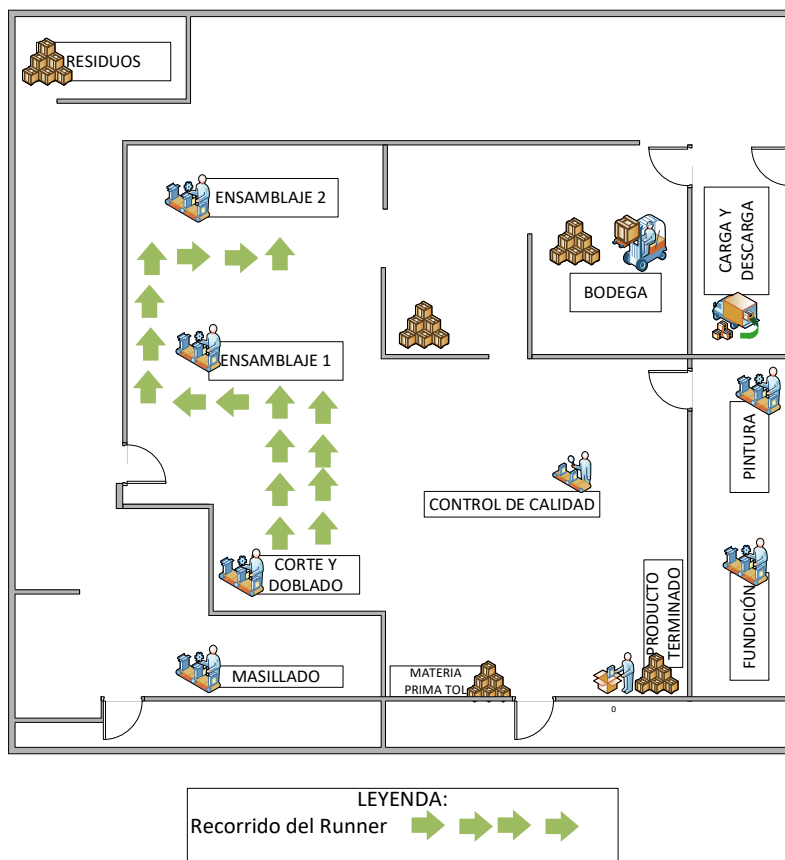 RESIDUOS
ENSAMBLAJE 2
CARGA Y
DESCARGA
BODEGA
ENSAMBLAJE 1
PINTURA
CONTROL DE CALIDAD
CORTE Y
DOBLADO
PRODUCTO
TERMINADO
FUNDICIÓN
MASILLADO
MATERIA
PRIMA TOL
0
LEYENDA:
Recorrido del Runner